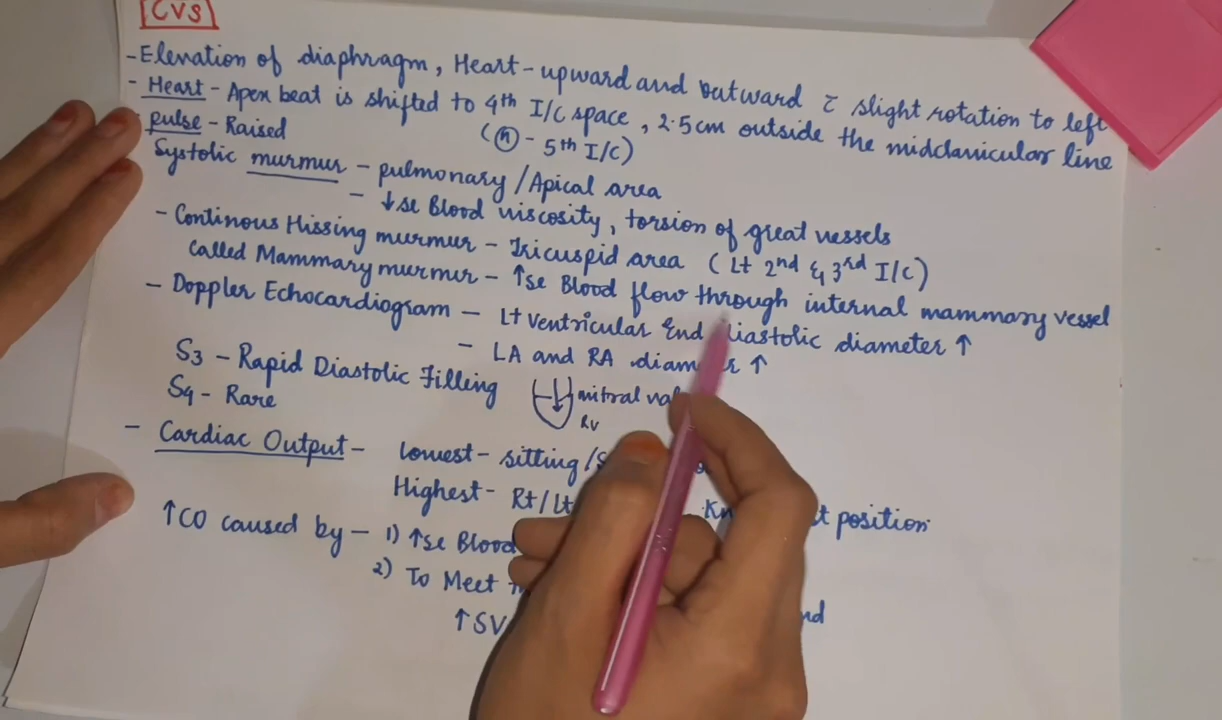 CVS
- Elevation of diaphragm, Heart - upward and outward c̄ slight rotation to left
- Heart - Apex beat is shifted to 4th I/C space, 2.5cm outside the midclavicular line
(n - 5th I/C)
pulse - Raised
Systolic murmur - pulmonary / Apical area
- ↓se Blood viscosity, torsion of great vessels
- Continous Hissing murmur - Tricuspid area (Lt 2nd & 3rd I/C)
called Mammary murmur - ↑se Blood flow through internal mammary vessel
- Doppler Echocardiogram - Lt ventricular End diastolic diameter ↑
- LA and RA diameter ↑
S3 - Rapid Diastolic Filling
mitral
RV
S4 - Rare
- Cardiac Output - lowest - sitting /
Highest - Rt / Lt position
↑CO caused by - 1) ↑se Blood
2) To Meet
↑SV